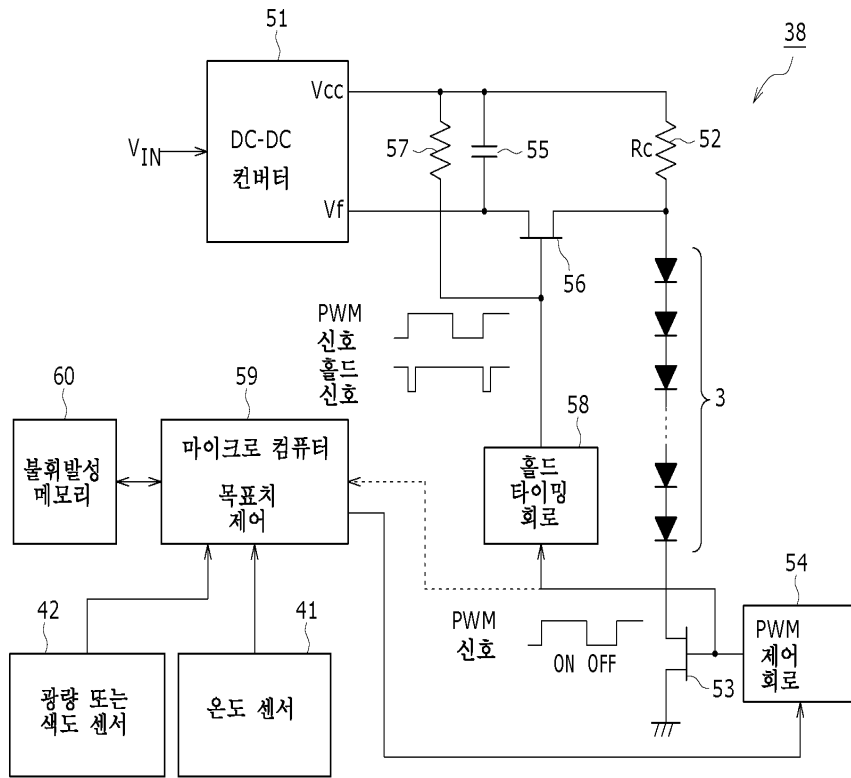 51
38
Vcc
VIN
DC-DC
컨버터
57
55
Rc
52
Vf
56
PWM
신호
홀드
신호
3
60
59
58
불휘발성
메모리
마이크로 컴퓨터
목표치
제어
홀드
타이밍
회로
54
42
41
PWM
신호
ON OFF
53
PWM
제어
회로
광량 또는
색도 센서
온도 센서